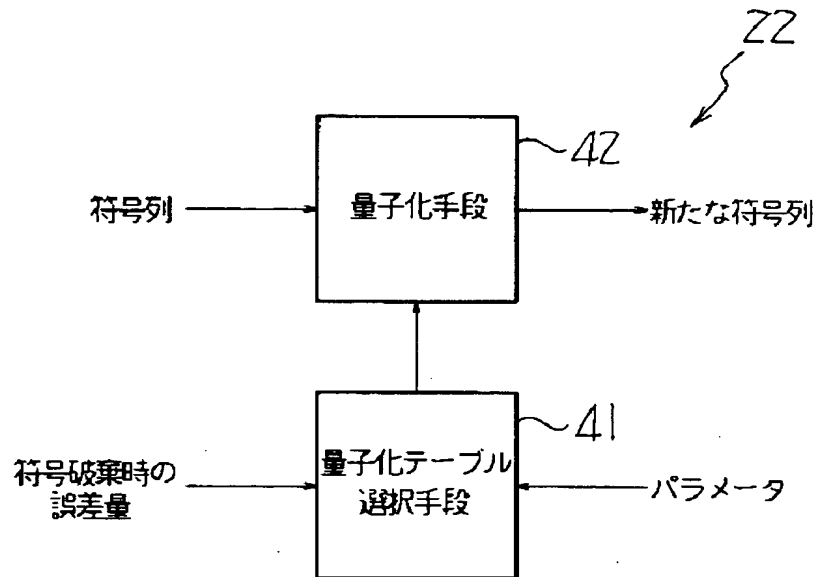 22
42
符号列
量子化手段
新たな符号列
41
符号破棄時の
誤差量
量子化テーブル
選択手段
パラメータ